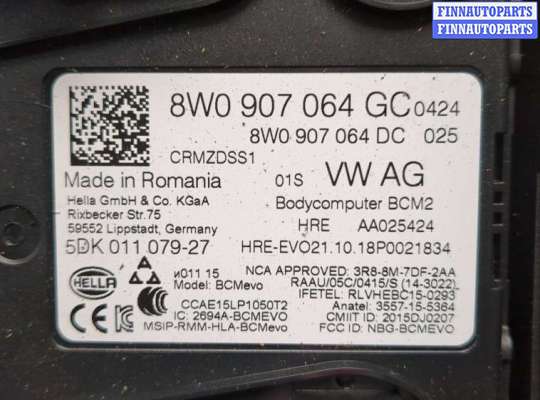 FINNAUTOPARTS
FINNAUTOPARTS
8W0 907 064 GC 0424
8W0 907 064 DC 025
CRMZDSS1
Made in Romania 01S VW AG
Hella GmbH & Co. KGaA Bodycomputer BCM2
Rixbecker Str.75
59552 Lippstadt, Germany HRE AA025424
5DK 011 079-27 HRE-EVO21.10.18P0021834
HELLA
и011 15 NCA APPROVED: 3R8-8M-7DF-2AA
Model: BCMevo RAAU/05C/0415/S (14-3022)
CCAE15LP1050T2 IFETEL: RLVHEBC15-0293
IC: 2694A-BCMEVO Anatel: 3557-15-5364
CE CMIIT ID: 2015DJ0207
MSIP-RMM-HLA-BCMevo FCC ID: NBG-BCMEVO